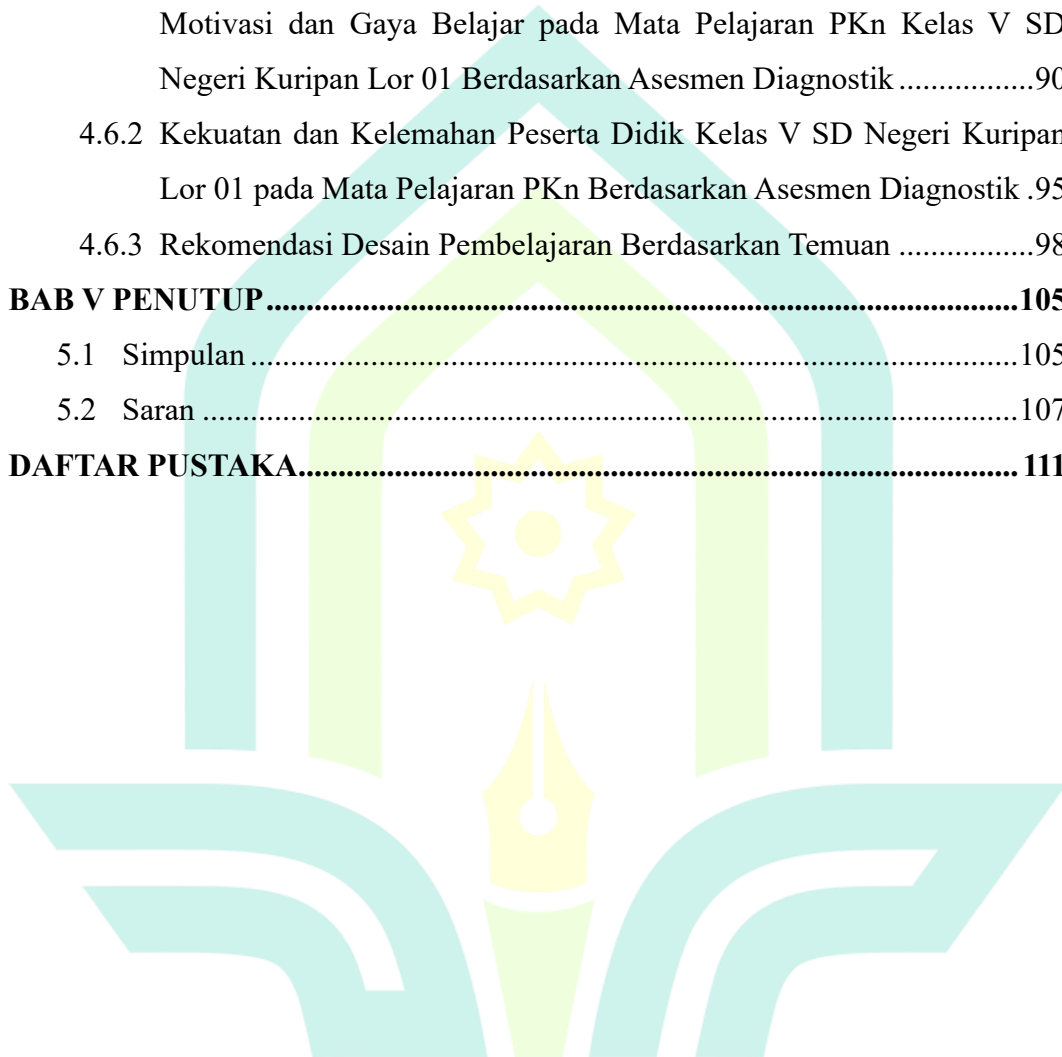 Motivasi dan Gaya Belajar pada Mata Pelajaran PKn Kelas V SD
Negeri Kuripan Lor 01 Berdasarkan Asesmen Diagnostik .................90
4.6.2 Kekuatan dan Kelemahan Peserta Didik Kelas V SD Negeri Kuripan
Lor 01 pada Mata Pelajaran PKn Berdasarkan Asesmen Diagnostik .95
4.6.3 Rekomendasi Desain Pembelajaran Berdasarkan Temuan .................98
BAB V PENUTUP..............................................................................................105
5.1 Simpulan ................................................................................................105
5.2 Saran ......................................................................................................107
DAFTAR PUSTAKA.......................................................................................... 111